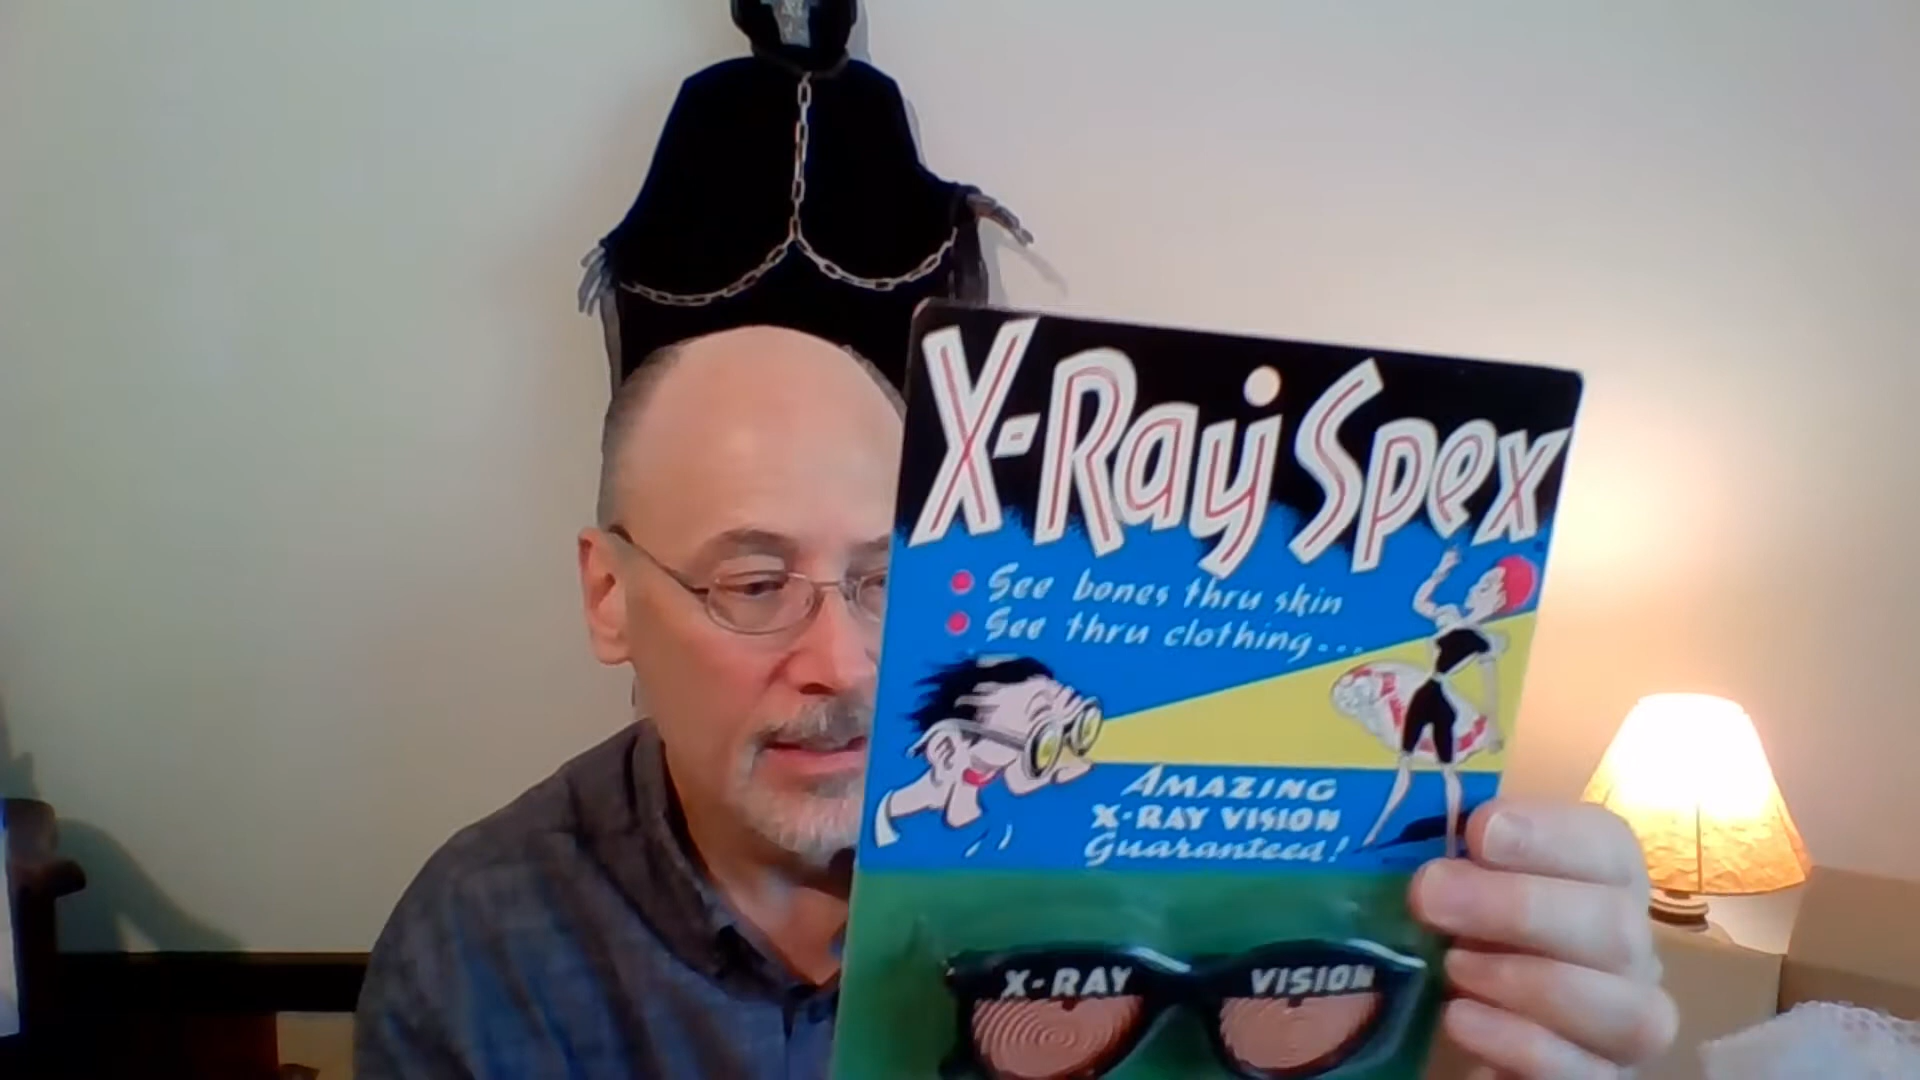 X-Ray Spex
See bones thru skin
See thru clothing...
AMAZING
X-RAY VISION
Guaranteed!
X-RAY VISION